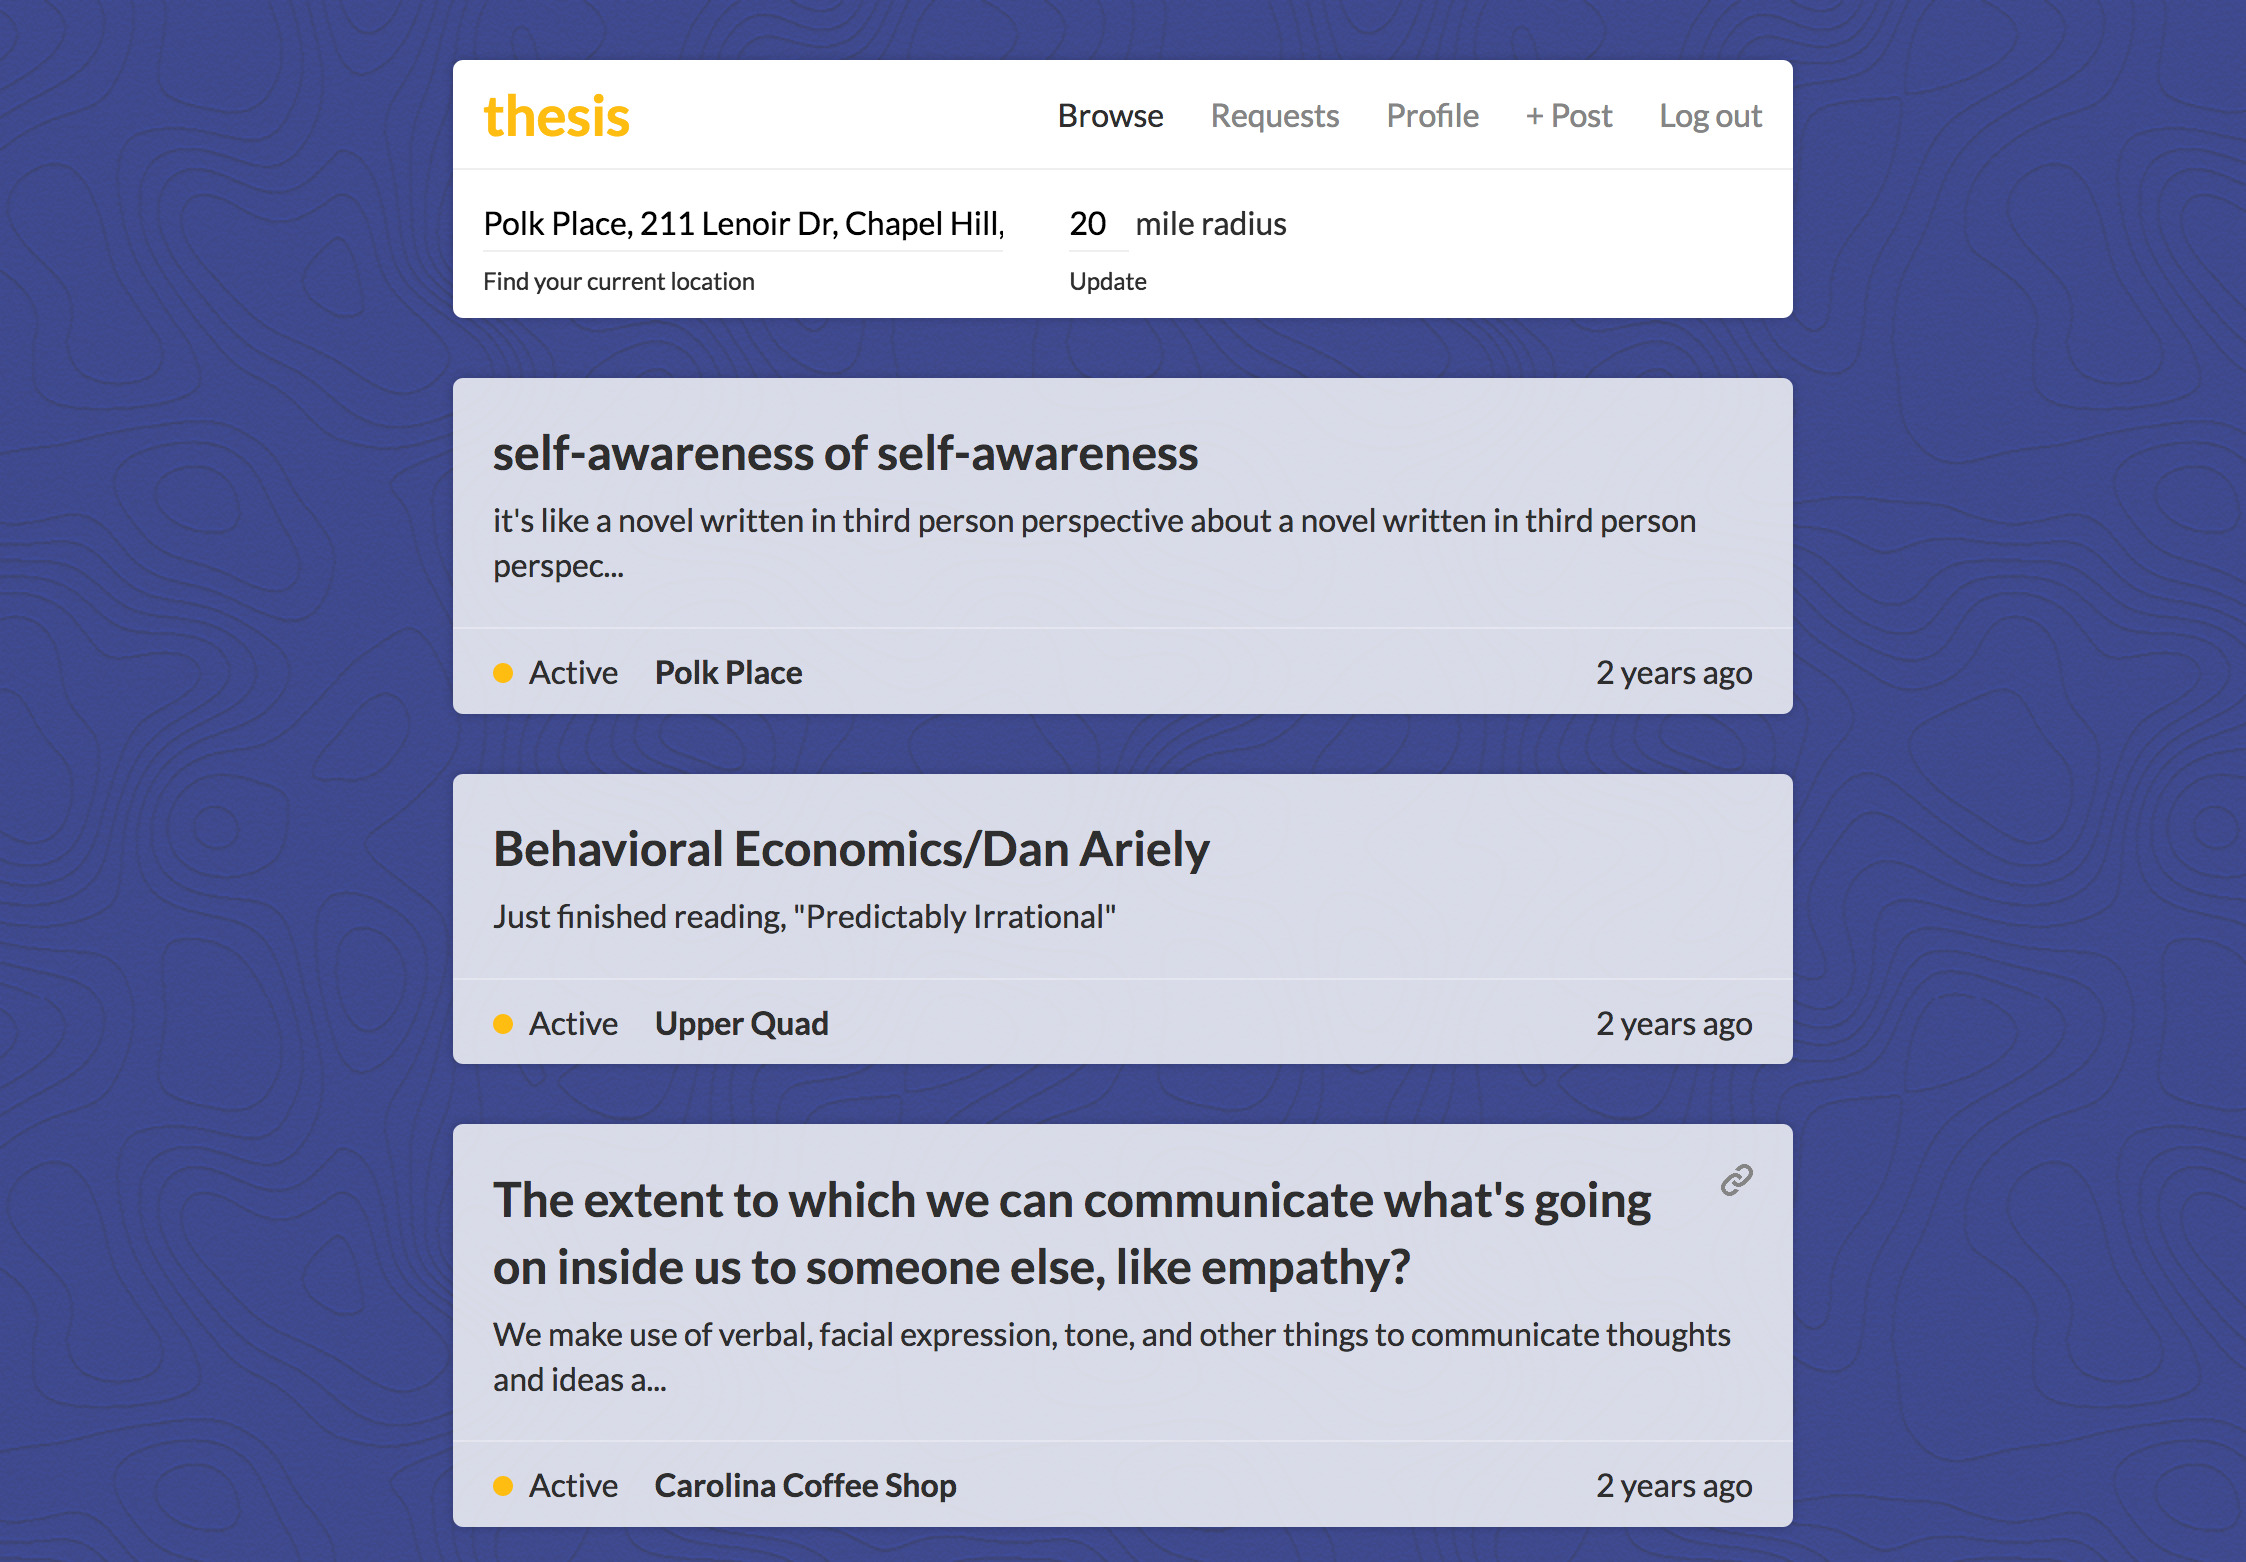 thesis
Browse Requests Profile + Post Log out
Polk Place, 211 Lenoir Dr, Chapel Hill,
20 mile radius
Find your current location
Update
self-awareness of self-awareness
it's like a novel written in third person perspective about a novel written in third person
perspec...
Active Polk Place 2 years ago
Behavioral Economics/Dan Ariely
Just finished reading, "Predictably Irrational"
Active Upper Quad 2 years ago
The extent to which we can communicate what's going
on inside us to someone else, like empathy?
We make use of verbal, facial expression, tone, and other things to communicate thoughts
and ideas a...
Active Carolina Coffee Shop 2 years ago